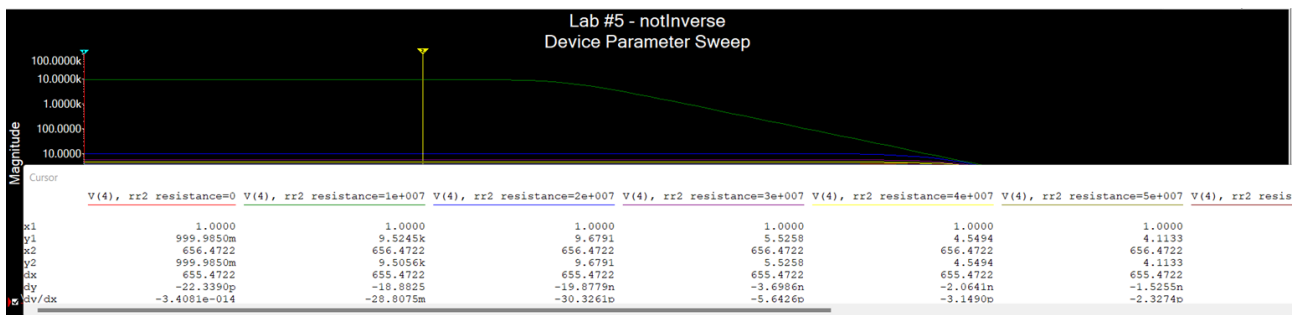 Lab #5 - notInverse
Device Parameter Sweep
100.0000k
10.0000k
1.0000k
100.0000
10.0000
Magnitude
Cursor
V(4), rr2 resistance=0 V(4), rr2 resistance=1e+007 V(4), rr2 resistance=2e+007 V(4), rr2 resistance=3e+007 V(4), rr2 resistance=4e+007 V(4), rr2 resistance=5e+007 V(4), rr2 resis
x1 1.0000 1.0000 1.0000 1.0000 1.0000 1.0000
y1 999.9850m 9.5245k 9.6791 5.5258 4.5494 4.1133
x2 656.4722 656.4722 656.4722 656.4722 656.4722 656.4722
y2 999.9850m 9.5056k 9.6791 5.5258 4.5494 4.1133
dx 655.4722 655.4722 655.4722 655.4722 655.4722 655.4722
dy -22.3390p -18.8825 -19.8779n -3.6986n -2.0641n -1.5255n
dy/dx -3.4081e-014 -28.8075m -30.3261p -5.6426p -3.1490p -2.3274p